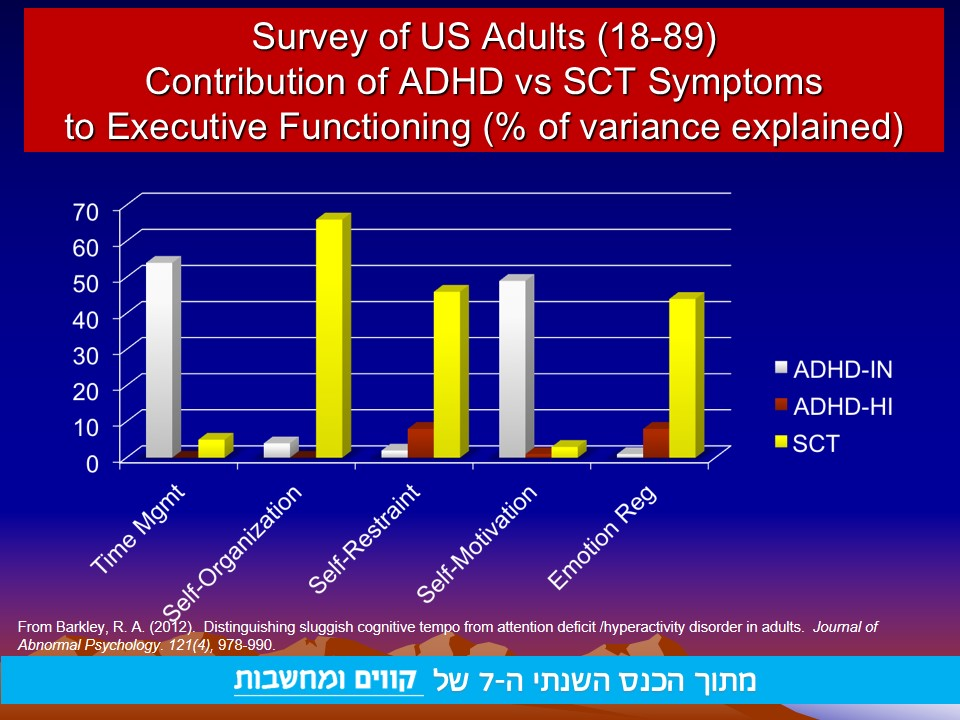 Survey of US Adults (18-89)
Contribution of ADHD vs SCT Symptoms
to Executive Functioning (% of variance explained)
70
60
50
40
30
20
10
0
Time Mgmt
Self-Organization
Self-Restraint
Self-Motivation
Emotion Reg
ADHD-IN
ADHD-HI
SCT
From Barkley, R. A. (2012). Distinguishing sluggish cognitive tempo from attention deficit /hyperactivity disorder in adults. Journal of
Abnormal Psychology. 121(4), 978-990.
מתוך הכנס השנתי ה-7 של קווים ומחשבות